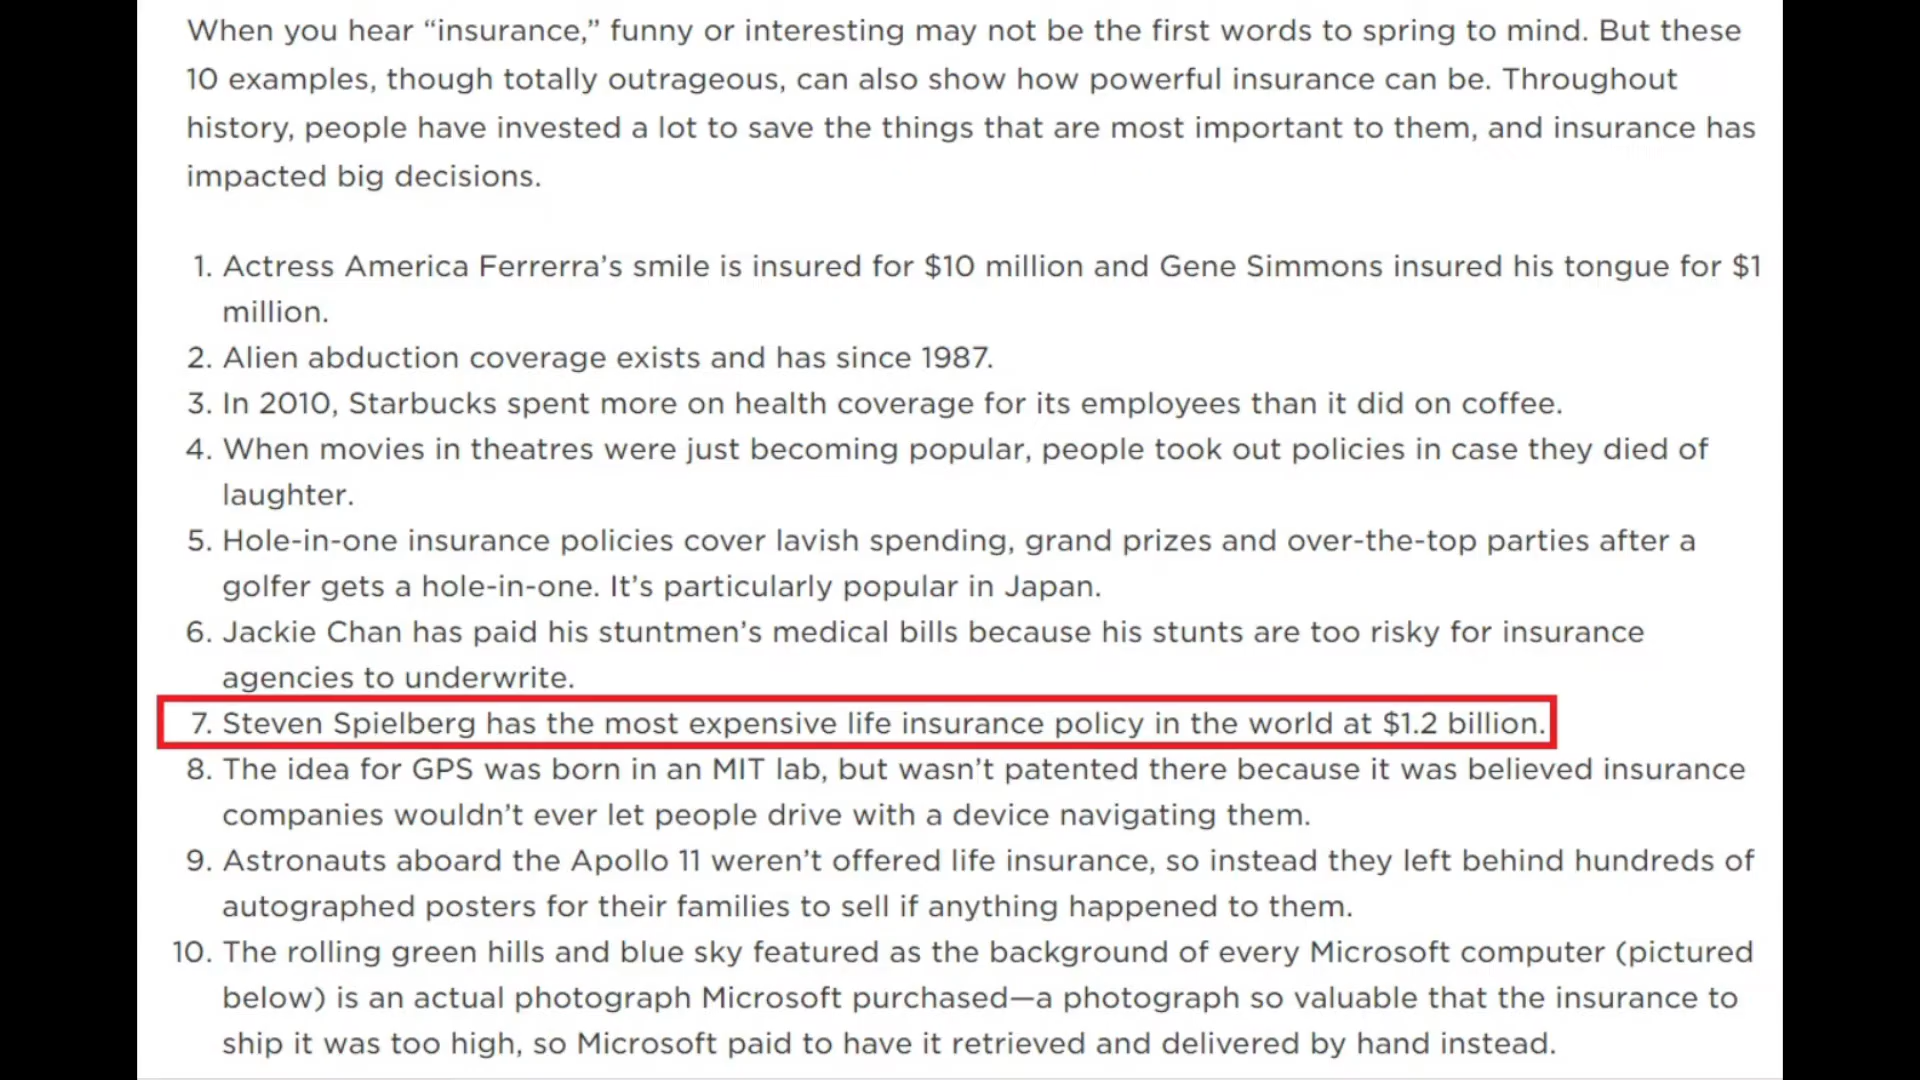 When you hear “insurance,” funny or interesting may not be the first words to spring to mind. But these
10 examples, though totally outrageous, can also show how powerful insurance can be. Throughout
history, people have invested a lot to save the things that are most important to them, and insurance has
impacted big decisions.
1. Actress America Ferrerra’s smile is insured for $10 million and Gene Simmons insured his tongue for $1
million.
2. Alien abduction coverage exists and has since 1987.
3. In 2010, Starbucks spent more on health coverage for its employees than it did on coffee.
4. When movies in theatres were just becoming popular, people took out policies in case they died of
laughter.
5. Hole-in-one insurance policies cover lavish spending, grand prizes and over-the-top parties after a
golfer gets a hole-in-one. It’s particularly popular in Japan.
6. Jackie Chan has paid his stuntmen’s medical bills because his stunts are too risky for insurance
agencies to underwrite.
7. Steven Spielberg has the most expensive life insurance policy in the world at $1.2 billion.
8. The idea for GPS was born in an MIT lab, but wasn’t patented there because it was believed insurance
companies wouldn’t ever let people drive with a device navigating them.
9. Astronauts aboard the Apollo 11 weren’t offered life insurance, so instead they left behind hundreds of
autographed posters for their families to sell if anything happened to them.
10. The rolling green hills and blue sky featured as the background of every Microsoft computer (pictured
below) is an actual photograph Microsoft purchased—a photograph so valuable that the insurance to
ship it was too high, so Microsoft paid to have it retrieved and delivered by hand instead.